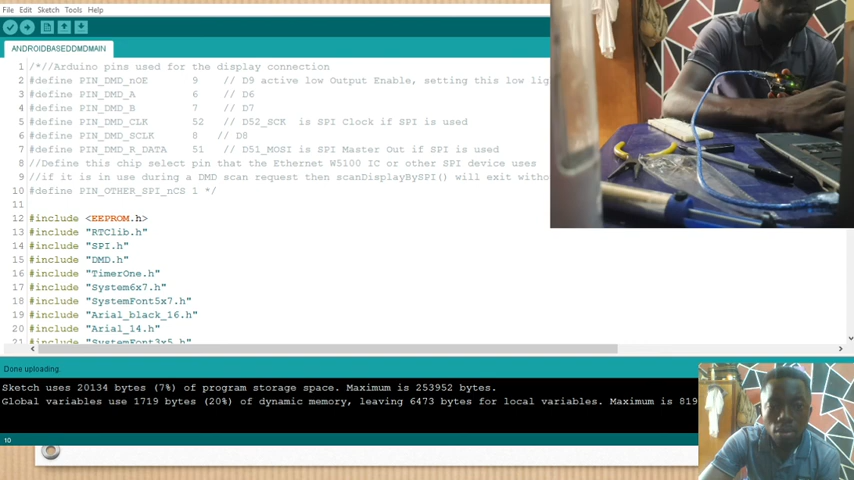 File Edit Sketch Tools Help
ANDROIDBASEDDMDMAIN
1 /*//Arduino pins used for the display connection
2 #define PIN_DMD_nOE 9 // D9 active low Output Enable, setting this low lig
3 #define PIN_DMD_A 6 // D6
4 #define PIN_DMD_B 7 // D7
5 #define PIN_DMD_CLK 52 // D52_SCK is SPI Clock if SPI is used
6 #define PIN_DMD_SCLK 8 // D8
7 #define PIN_DMD_R_DATA 51 // D51_MOSI is SPI Master Out if SPI is used
8 //Define this chip select pin that the Ethernet W5100 IC or other SPI device uses
9 //if it is in use during a DMD scan request then scanDisplayBySPI() will exit witho
10 #define PIN_OTHER_SPI_nCS 1 */
11
12 #include <EEPROM.h>
13 #include "RTClib.h"
14 #include "SPI.h"
15 #include "DMD.h"
16 #include "TimerOne.h"
17 #include "System6x7.h"
18 #include "SystemFont5x7.h"
19 #include "Arial_black_16.h"
20 #include "Arial_14.h"
21 #include "SystemFont3x5.h"
Done uploading.
Sketch uses 20134 bytes (7%) of program storage space. Maximum is 253952 bytes.
Global variables use 1719 bytes (20%) of dynamic memory, leaving 6473 bytes for local variables. Maximum is 819
10